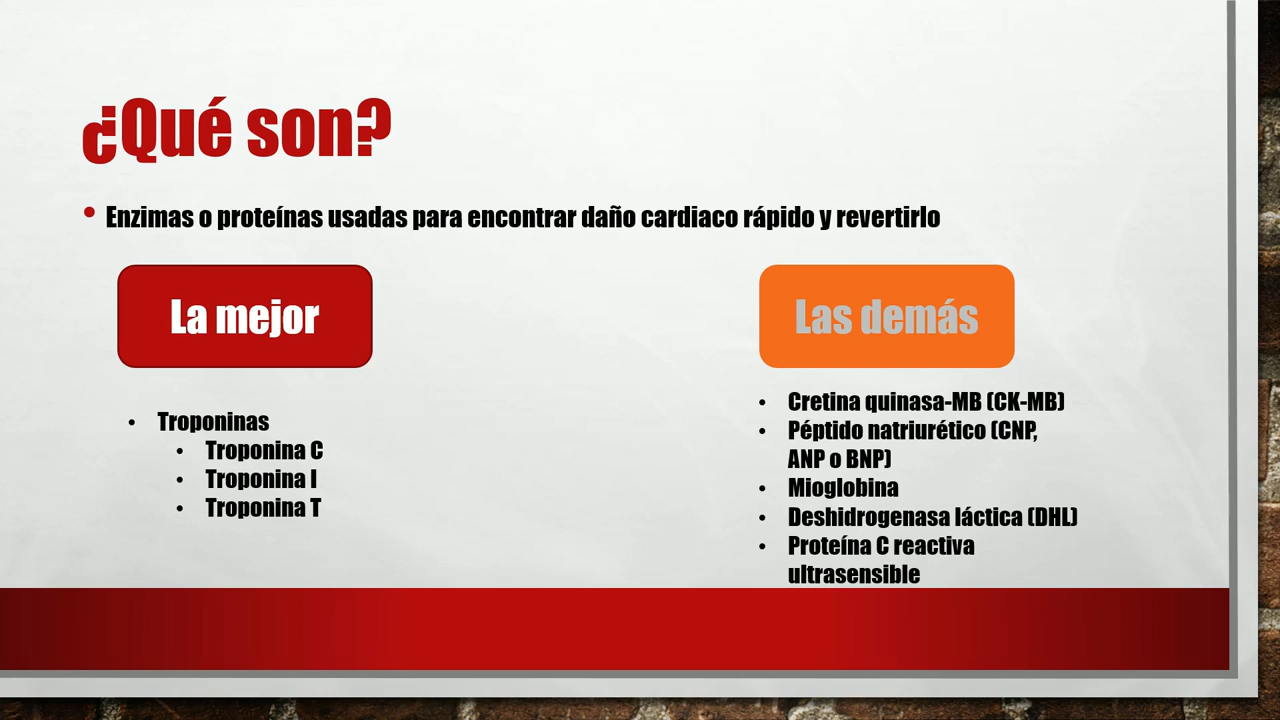 ¿Qué son?
• Enzimas o proteínas usadas para encontrar daño cardiaco rápido y revertirlo
La mejor
• Troponinas
• Troponina C
• Troponina I
• Troponina T
Las demás
• Cretina quinasa-MB (CK-MB)
• Péptido natriurético (CNP,
ANP o BNP)
• Mioglobina
• Deshidrogenasa láctica (DHL)
• Proteína C reactiva
ultrasensible